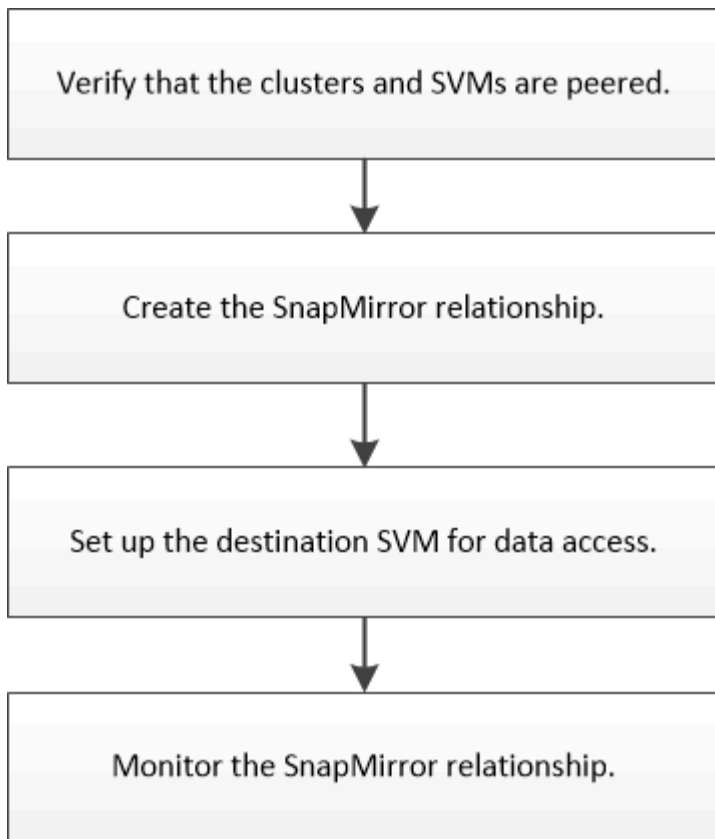 Verify that the clusters and SVMs are peered.
Create the SnapMirror relationship.
Set up the destination SVM for data access.
Monitor the SnapMirror relationship.